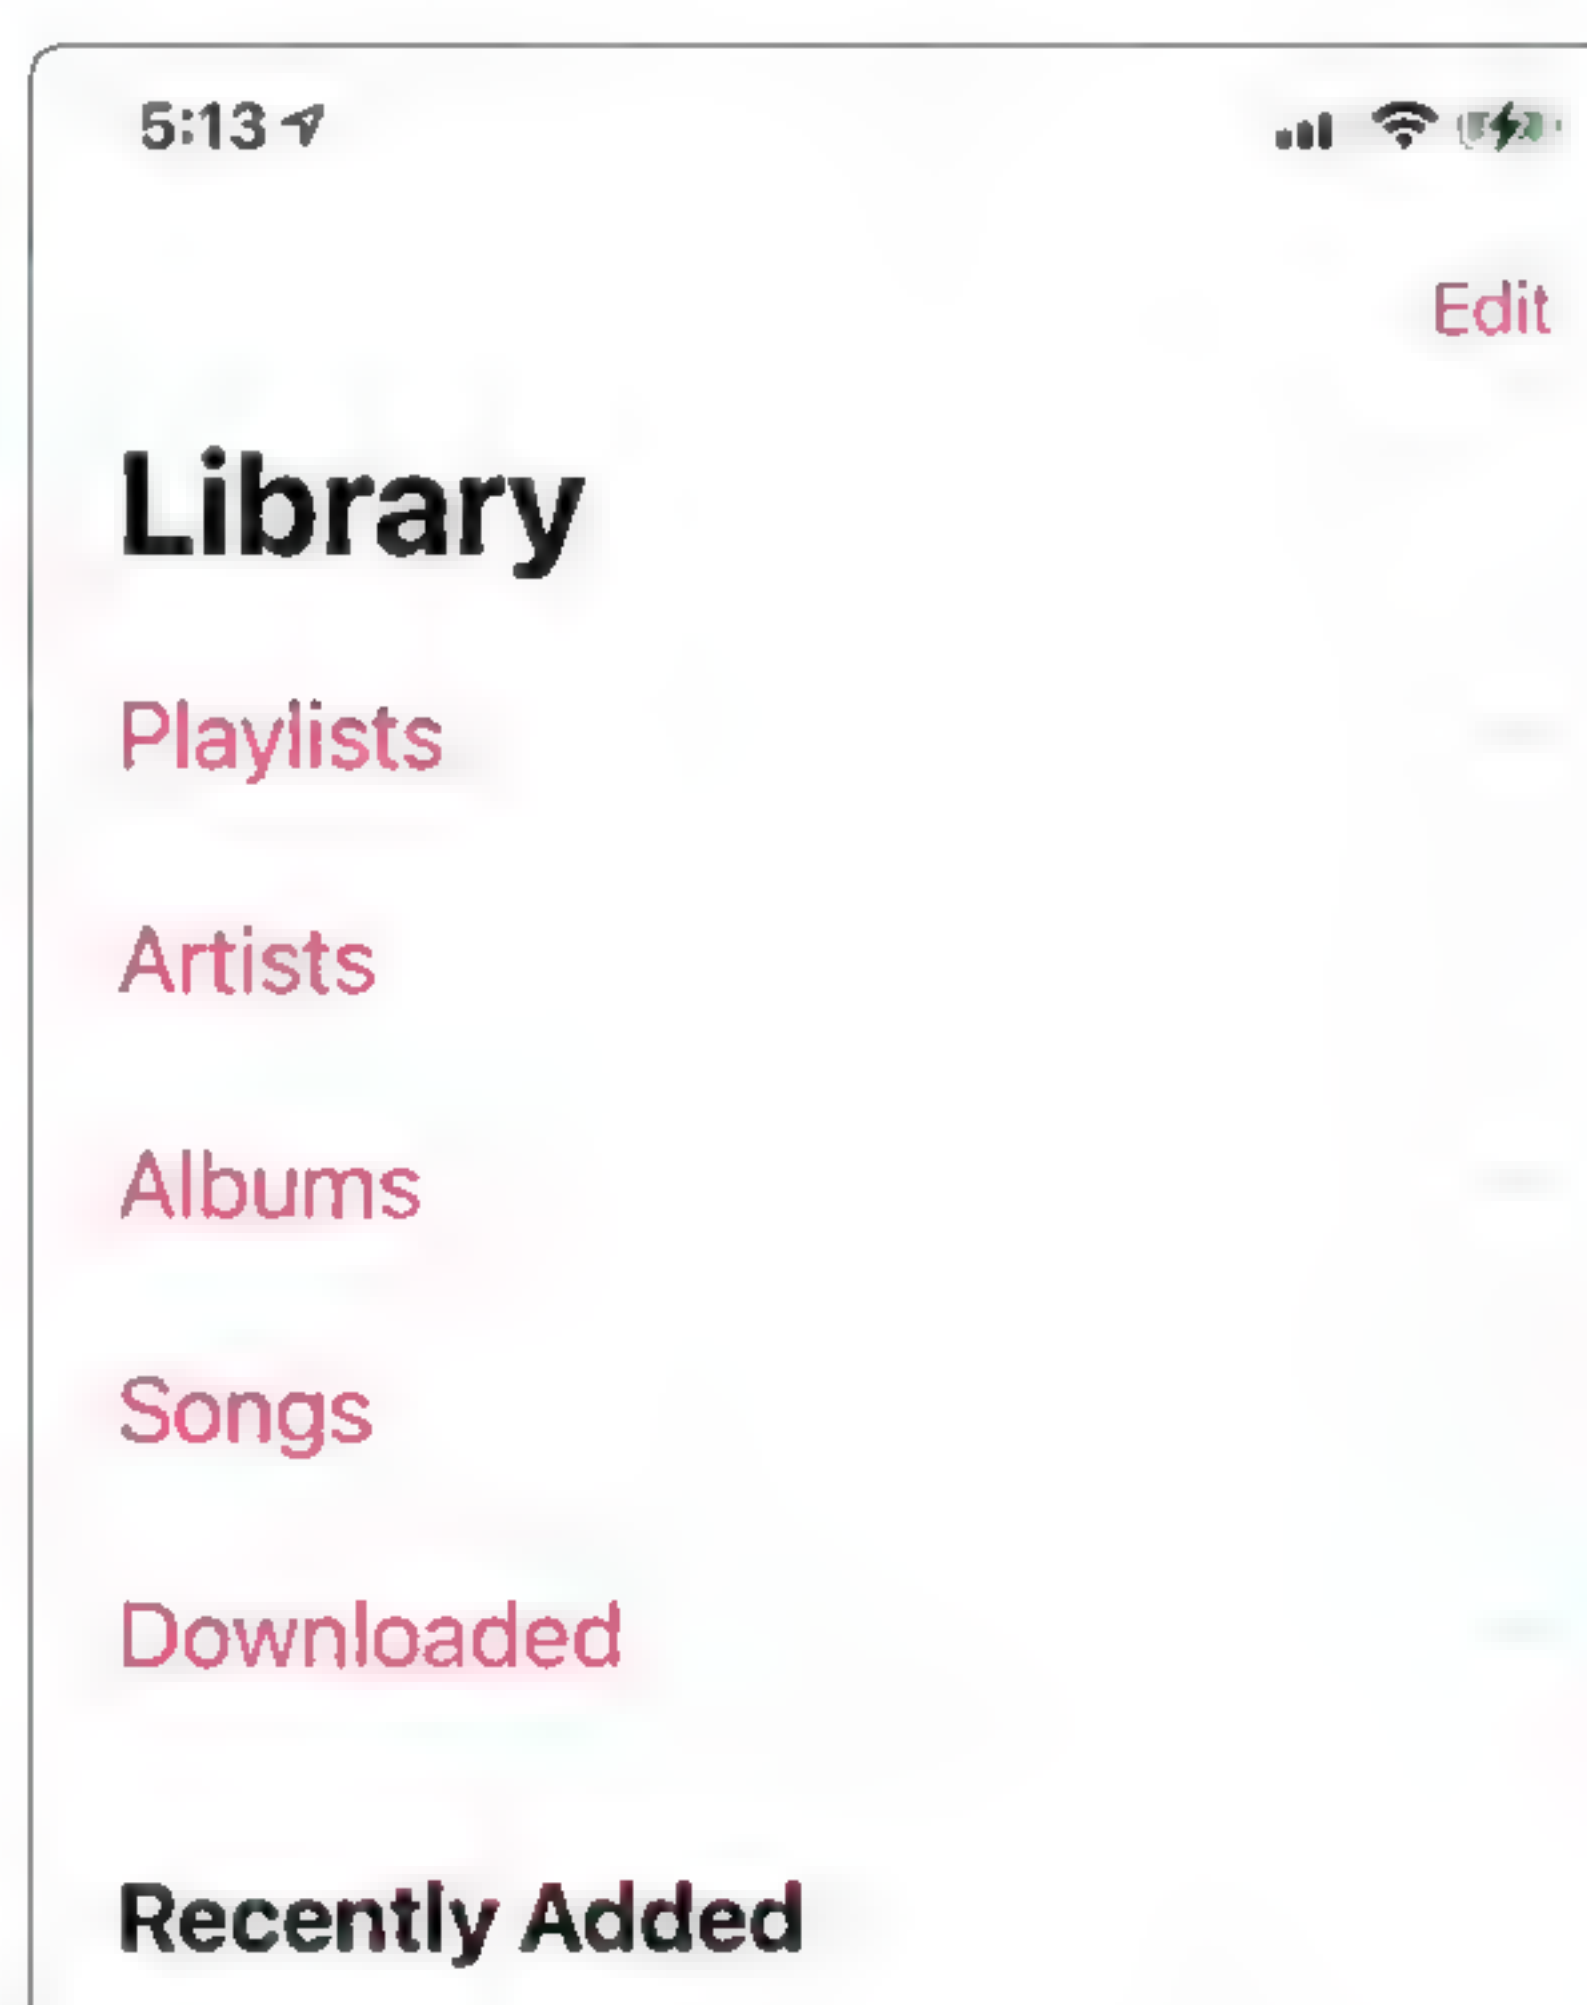 5:13
Edit
Library
Playlists
Artists
Albums
Songs
Downloaded
Recently Added